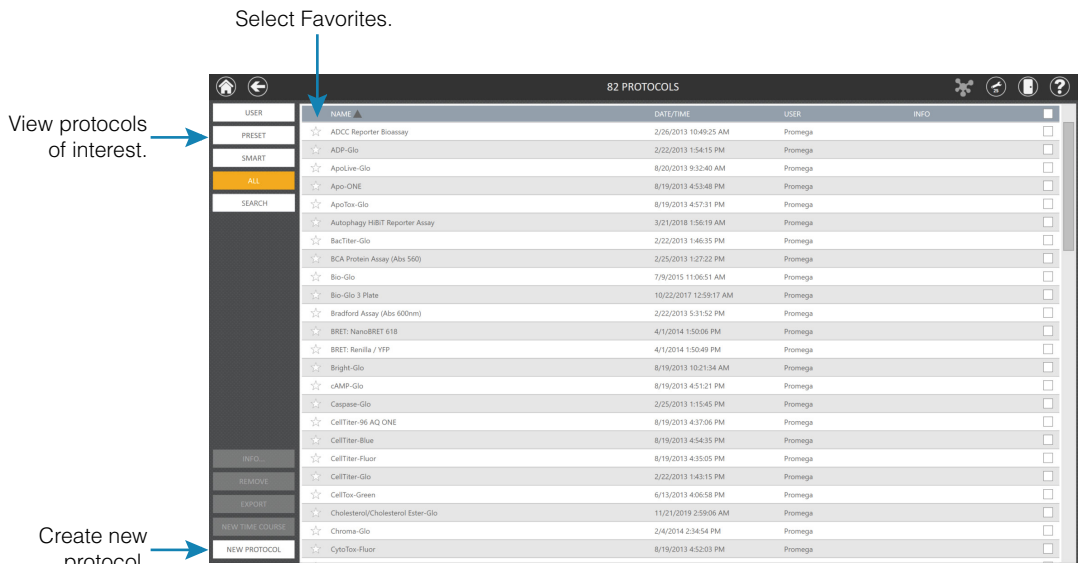 Select Favorites.
82 PROTOCOLS
View protocols
of interest.
USER
PRESET
SMART
ALL
SEARCH
NAME DATE/TIME USER INFO
ADCC Reporter Bioassay 2/26/2013 10:49:25 AM Promega
ADP-Glo 2/22/2013 1:54:15 PM Promega
ApoLive-Glo 8/20/2013 9:32:40 AM Promega
Apo-ONE 8/19/2013 4:53:48 PM Promega
ApoTox-Glo 8/19/2013 4:57:31 PM Promega
Autophagy HiBiT Reporter Assay 3/21/2018 1:56:19 AM Promega
BacTiter-Glo 2/22/2013 1:46:35 PM Promega
BCA Protein Assay (Abs 560) 2/25/2013 1:27:22 PM Promega
Bio-Glo 7/9/2015 11:06:51 AM Promega
Bio-Glo 3 Plate 10/22/2017 12:59:17 AM Promega
Bradford Assay (Abs 600nm) 2/22/2013 5:31:52 PM Promega
BRET: NanoBRET 618 4/1/2014 1:50:06 PM Promega
BRET: Renilla / YFP 4/1/2014 1:50:49 PM Promega
Bright-Glo 8/19/2013 10:21:34 AM Promega
cAMP-Glo 8/19/2013 4:51:21 PM Promega
Caspase-Glo 2/25/2013 1:15:45 PM Promega
CellTiter-96 AQ ONE 8/19/2013 4:37:06 PM Promega
CellTiter-Blue 8/19/2013 4:54:35 PM Promega
CellTiter-Fluor 8/19/2013 4:35:05 PM Promega
CellTiter-Glo 2/22/2013 1:43:15 PM Promega
CellTox-Green 6/13/2013 4:06:58 PM Promega
Cholesterol/Cholesterol Ester-Glo 11/21/2019 2:59:06 AM Promega
Chroma-Glo 2/4/2014 2:34:54 PM Promega
CytoTox-Fluor 8/19/2013 4:52:03 PM Promega
INFO...
REMOVE
EXPORT
NEW TIME COURSE
NEW PROTOCOL
Create new
protocol.